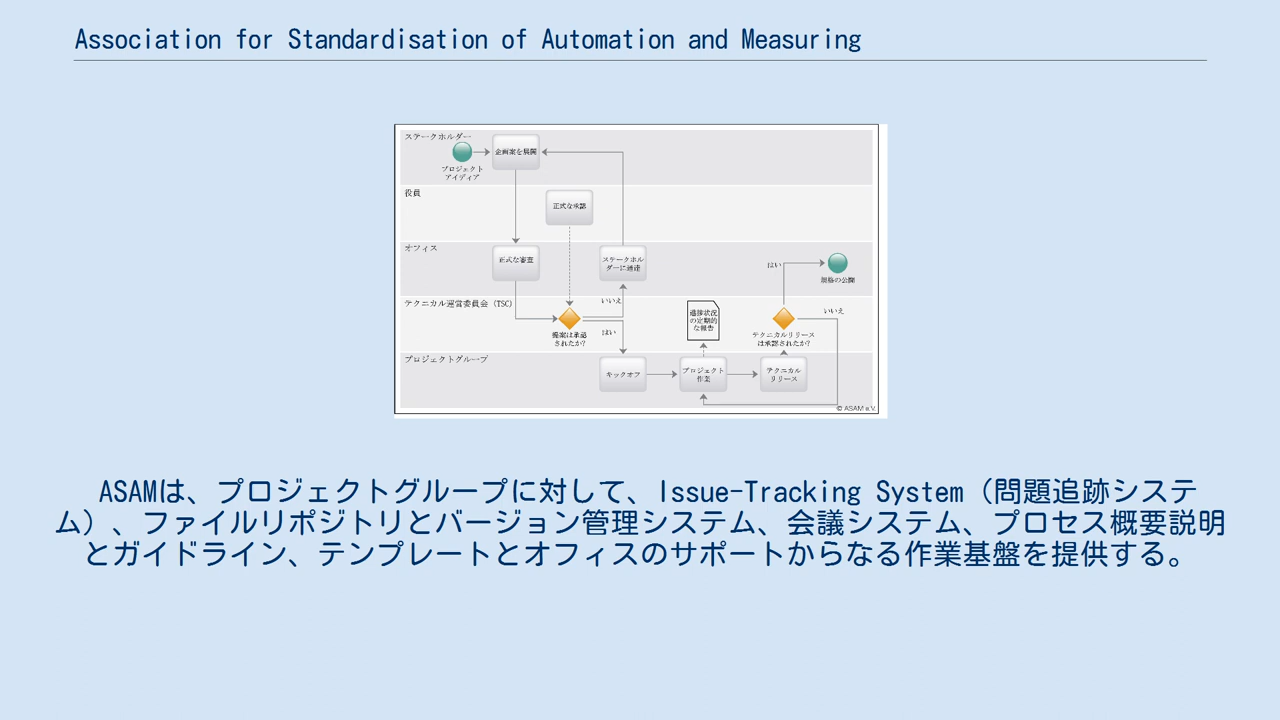 Association for Standardisation of Automation and Measuring
ステークホルダー
企画案を展開
プロジェクト
アイディア
役員
正式な承認
オフィス
正式な審査
ステークホル
ダーに通達
はい
規格の公開
テクニカル運営委員会 (TSC)
いいえ
進捗状況
の定期的
な報告
いいえ
はい
提案は承認
されたか?
テクニカルリリース
は承認されたか?
プロジェクトグループ
キックオフ
プロジェクト
作業
テクニカル
リリース
© ASAM e.V.
ASAMは、プロジェクトグループに対して、Issue-Tracking System（問題追跡システ
ム）、ファイルリポジトリとバージョン管理システム、会議システム、プロセス概要説明
とガイドライン、テンプレートとオフィスのサポートからなる作業基盤を提供する。